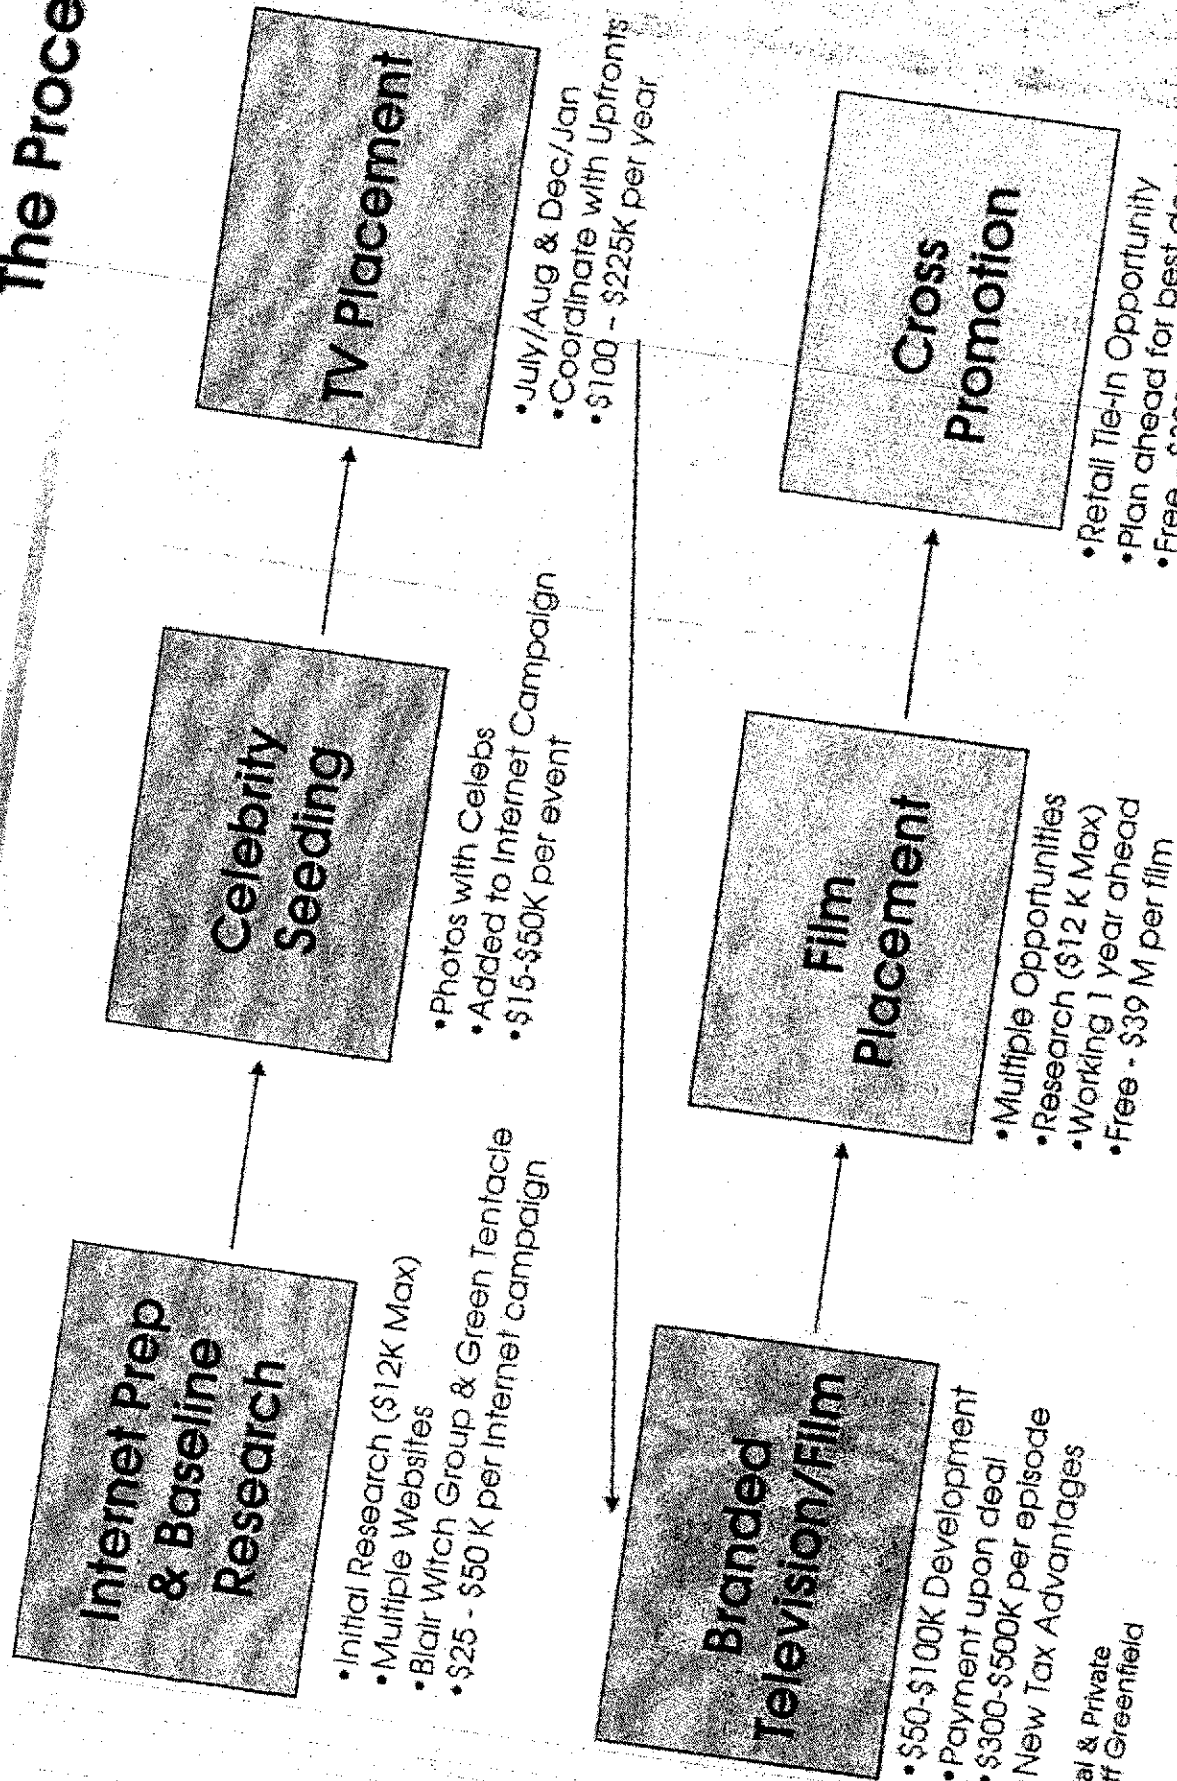 The Proce
Internet Prep
& Baseline
Research
•Initial Research ($12K Max)
•Multiple Websites
•Blair Witch Group & Green Tentacle
•$25 - $50 K per Internet campaign
Celebrity
Seeding
•Photos with Celebs
•Added to Internet Campaign
•$15-$50K per event
TV Placement
•July/Aug & Dec/Jan
•Coordinate with Upfronts
•$100 - $225K per year
Branded
Television/Film
•$50-$100K Development
•Payment upon deal
•$300-$500K per episode
New Tax Advantages
Film
Placement
•Multiple Opportunities
•Research ($12 K Max)
•Working 1 year ahead
•Free - $39 M per film
Cross
Promotion
•Retail Tie-In Opportunity
•Plan ahead for best
•Free -
al & Private
ff Greenfield